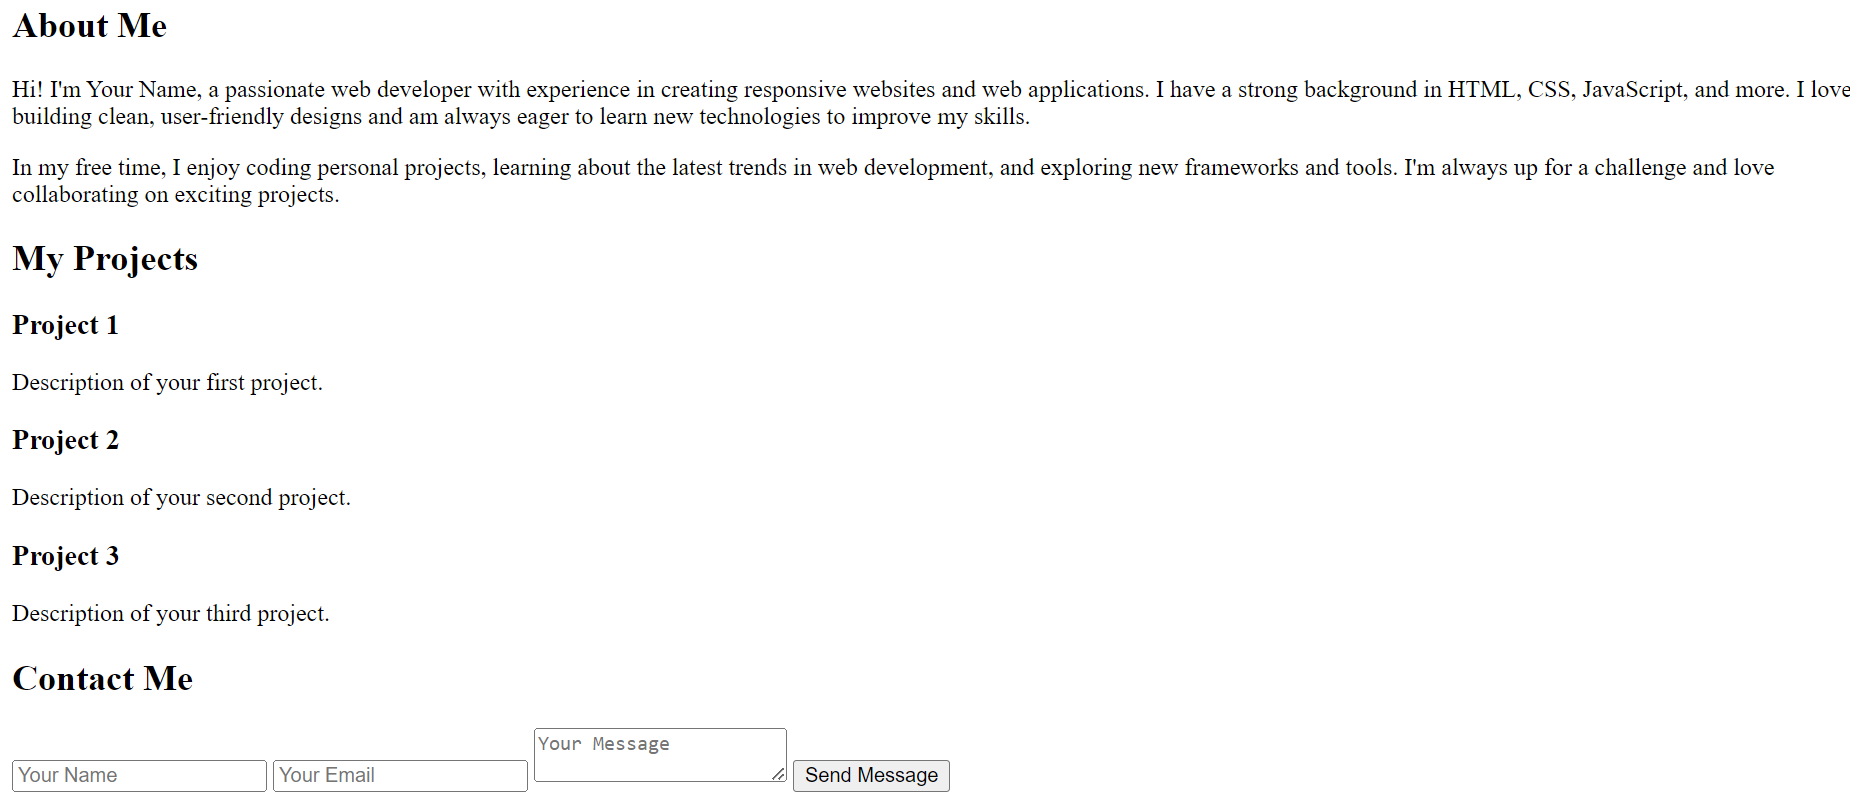 About Me
Hi! I'm Your Name, a passionate web developer with experience in creating responsive websites and web applications. I have a strong background in HTML, CSS, JavaScript, and more. I love
building clean, user-friendly designs and am always eager to learn new technologies to improve my skills.
In my free time, I enjoy coding personal projects, learning about the latest trends in web development, and exploring new frameworks and tools. I'm always up for a challenge and love
collaborating on exciting projects.
My Projects
Project 1
Description of your first project.
Project 2
Description of your second project.
Project 3
Description of your third project.
Contact Me
Your Name
Your Email
Your Message
Send Message